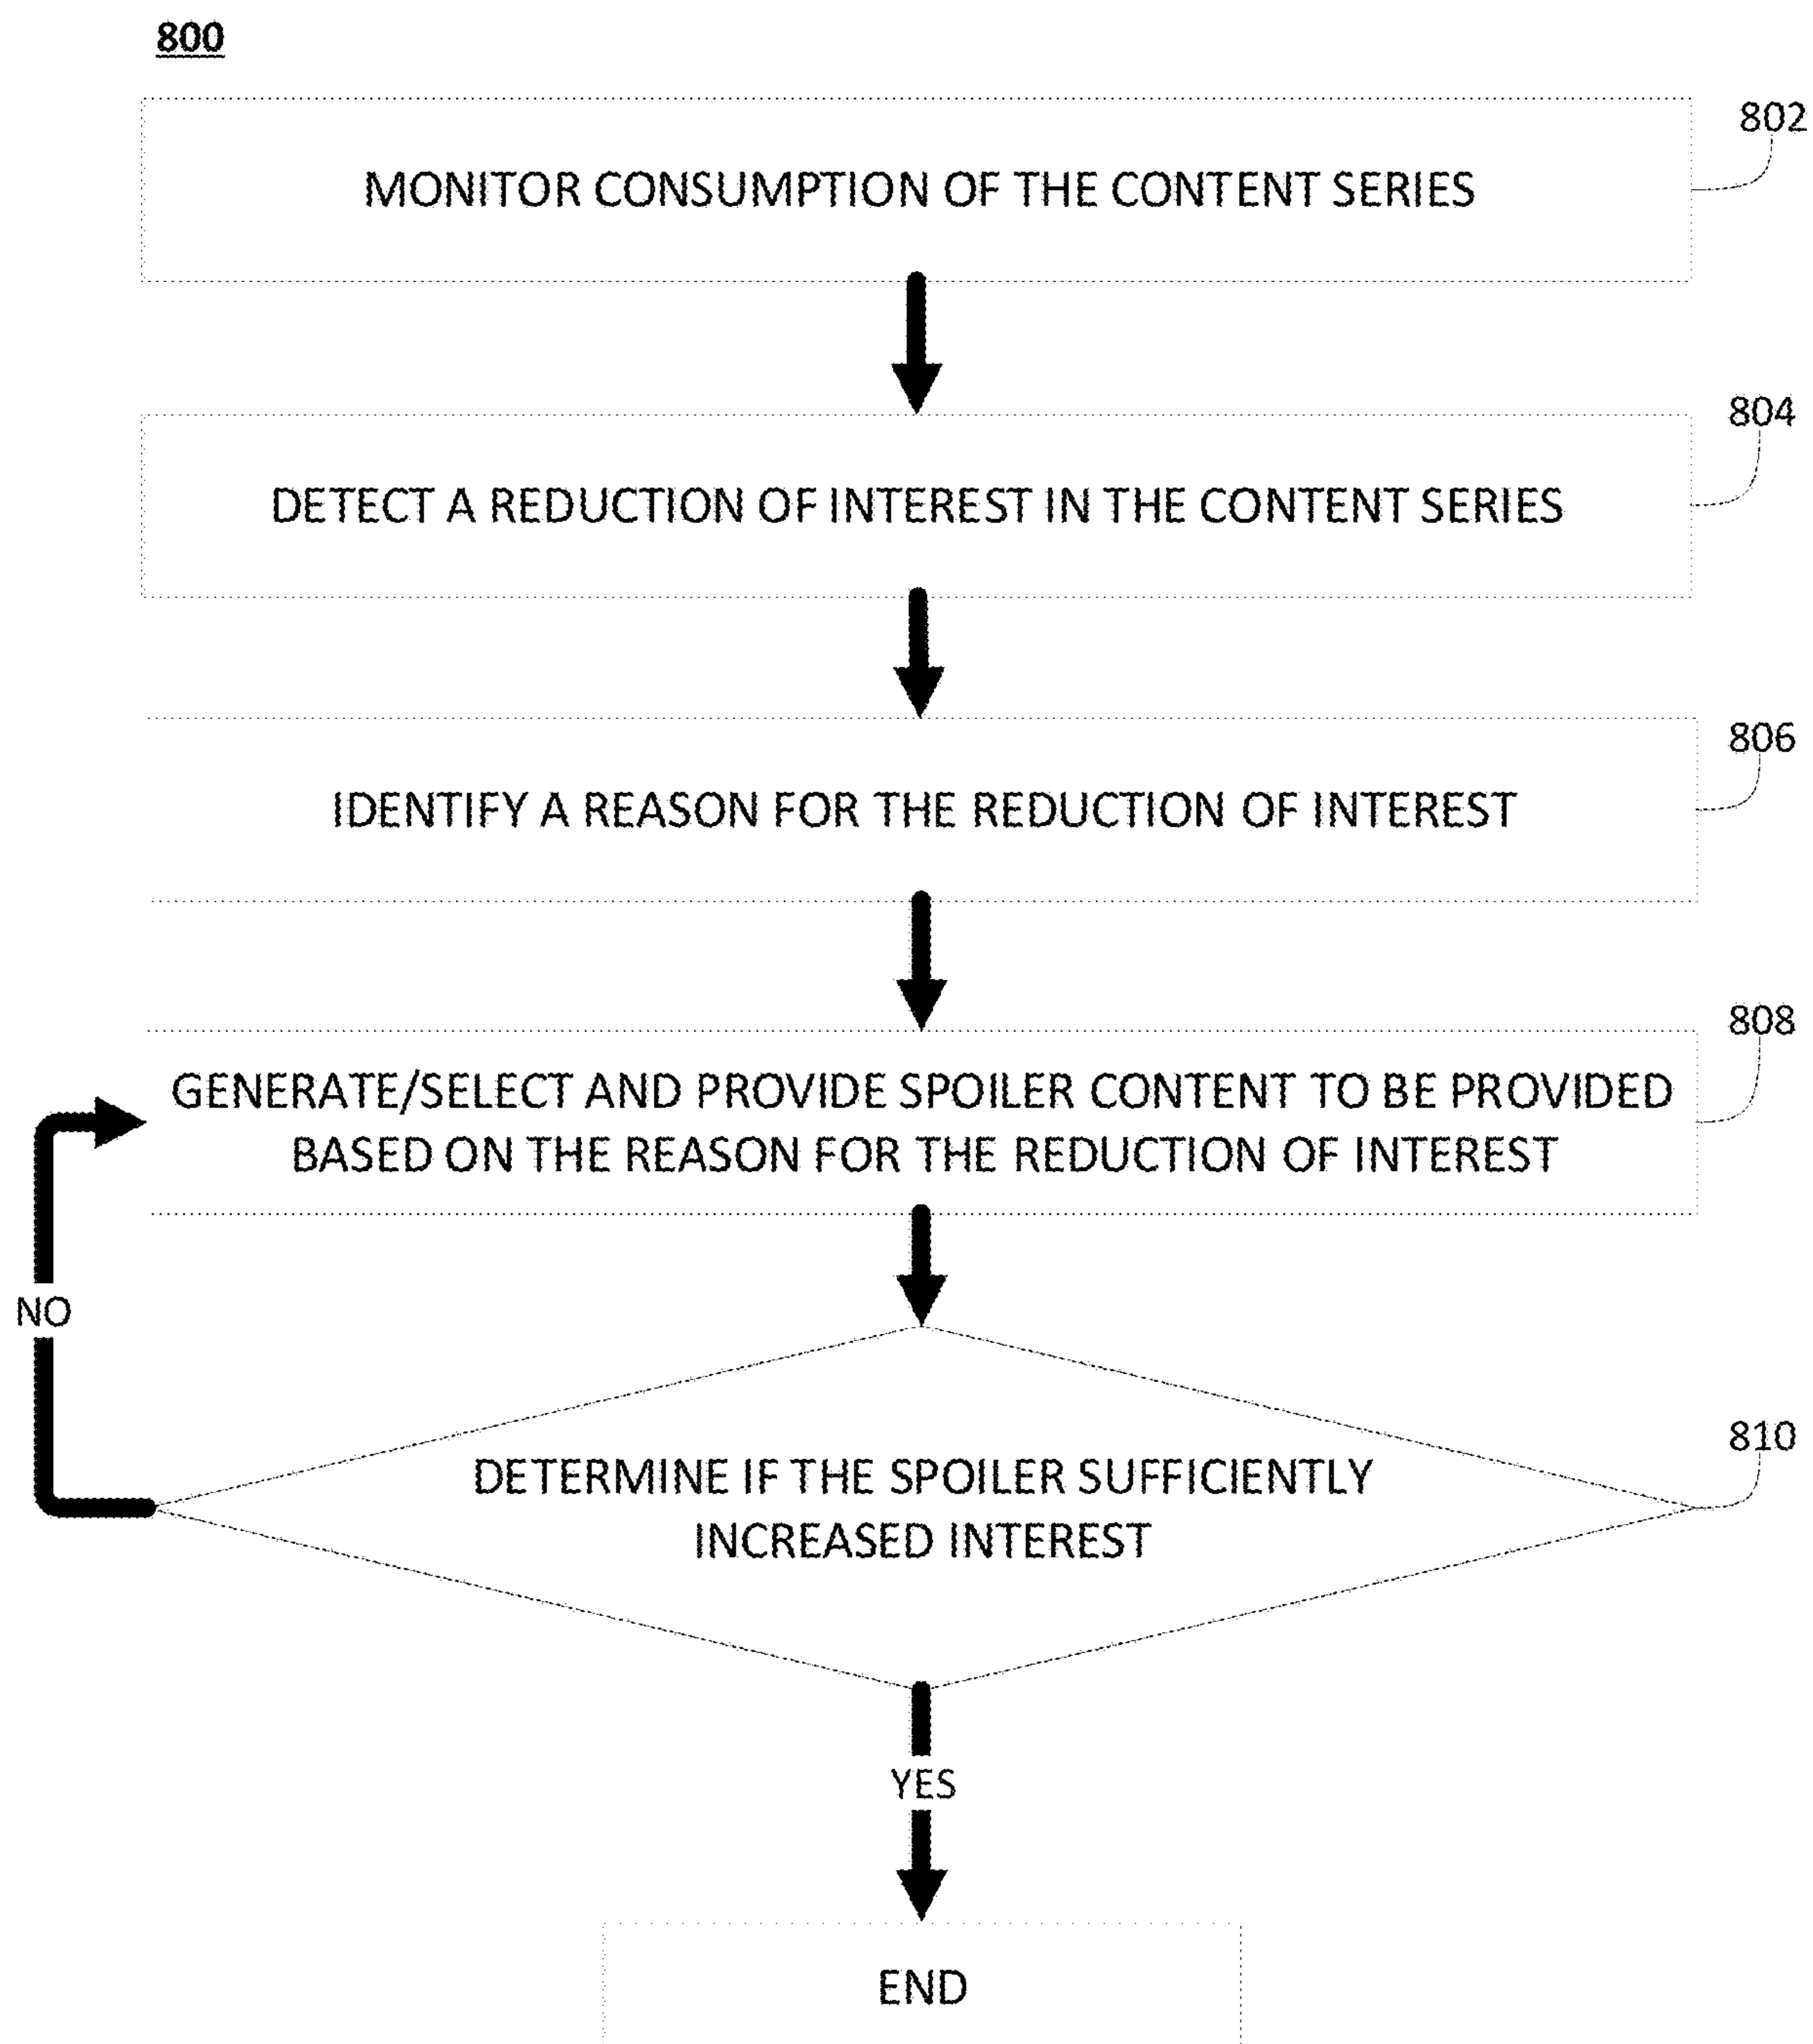 800
802
MONITOR CONSUMPTION OF THE CONTENT SERIES
804
DETECT A REDUCTION OF INTEREST IN THE CONTENT SERIES
806
IDENTIFY A REASON FOR THE REDUCTION OF INTEREST
808
GENERATE/SELECT AND PROVIDE SPOILER CONTENT TO BE PROVIDED
BASED ON THE REASON FOR THE REDUCTION OF INTEREST
NO
810
DETERMINE IF THE SPOILER SUFFICIENTLY
INCREASED INTEREST
YES
END